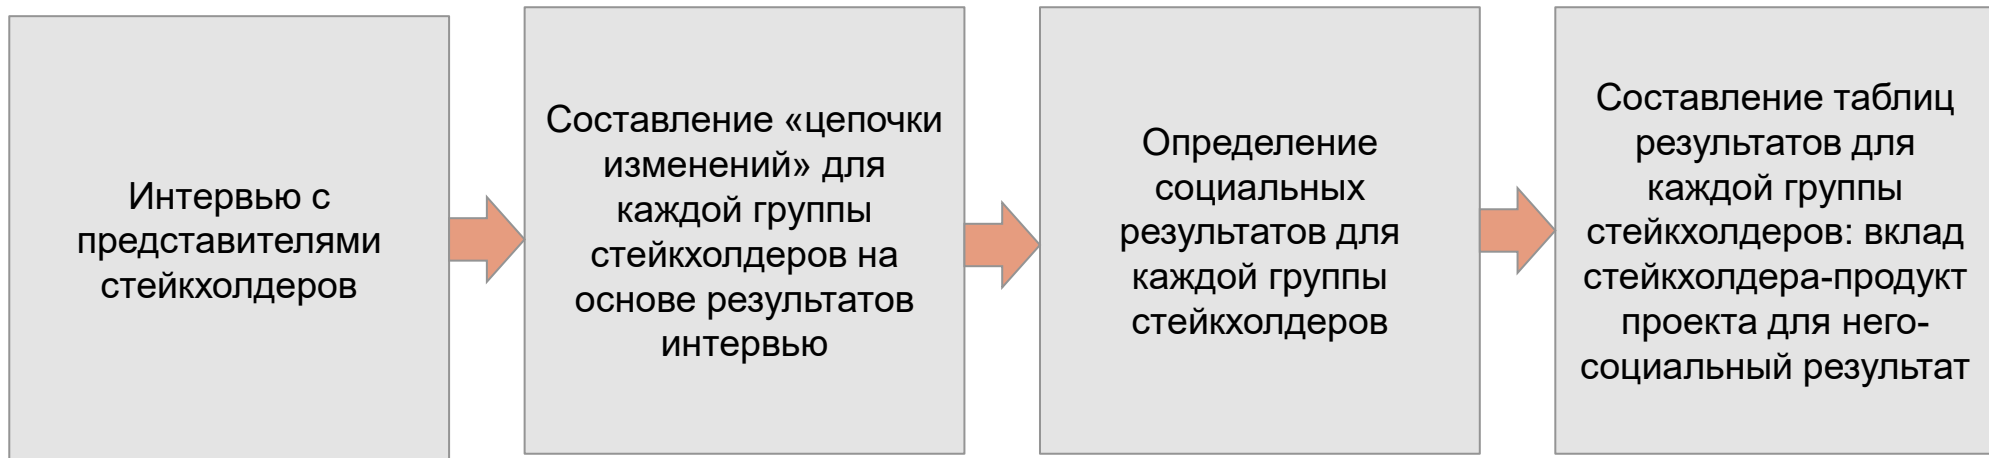 Интервью с
представителями
стейкхолдеров
Составление «цепочки
изменений» для
каждой группы
стейкхолдеров на
основе результатов
интервью
Определение
социальных
результатов для
каждой группы
стейкхолдеров
Составление таблиц
результатов для
каждой группы
стейкхолдеров: вклад
стейкхолдера-продукт
проекта для него-
социальный результат